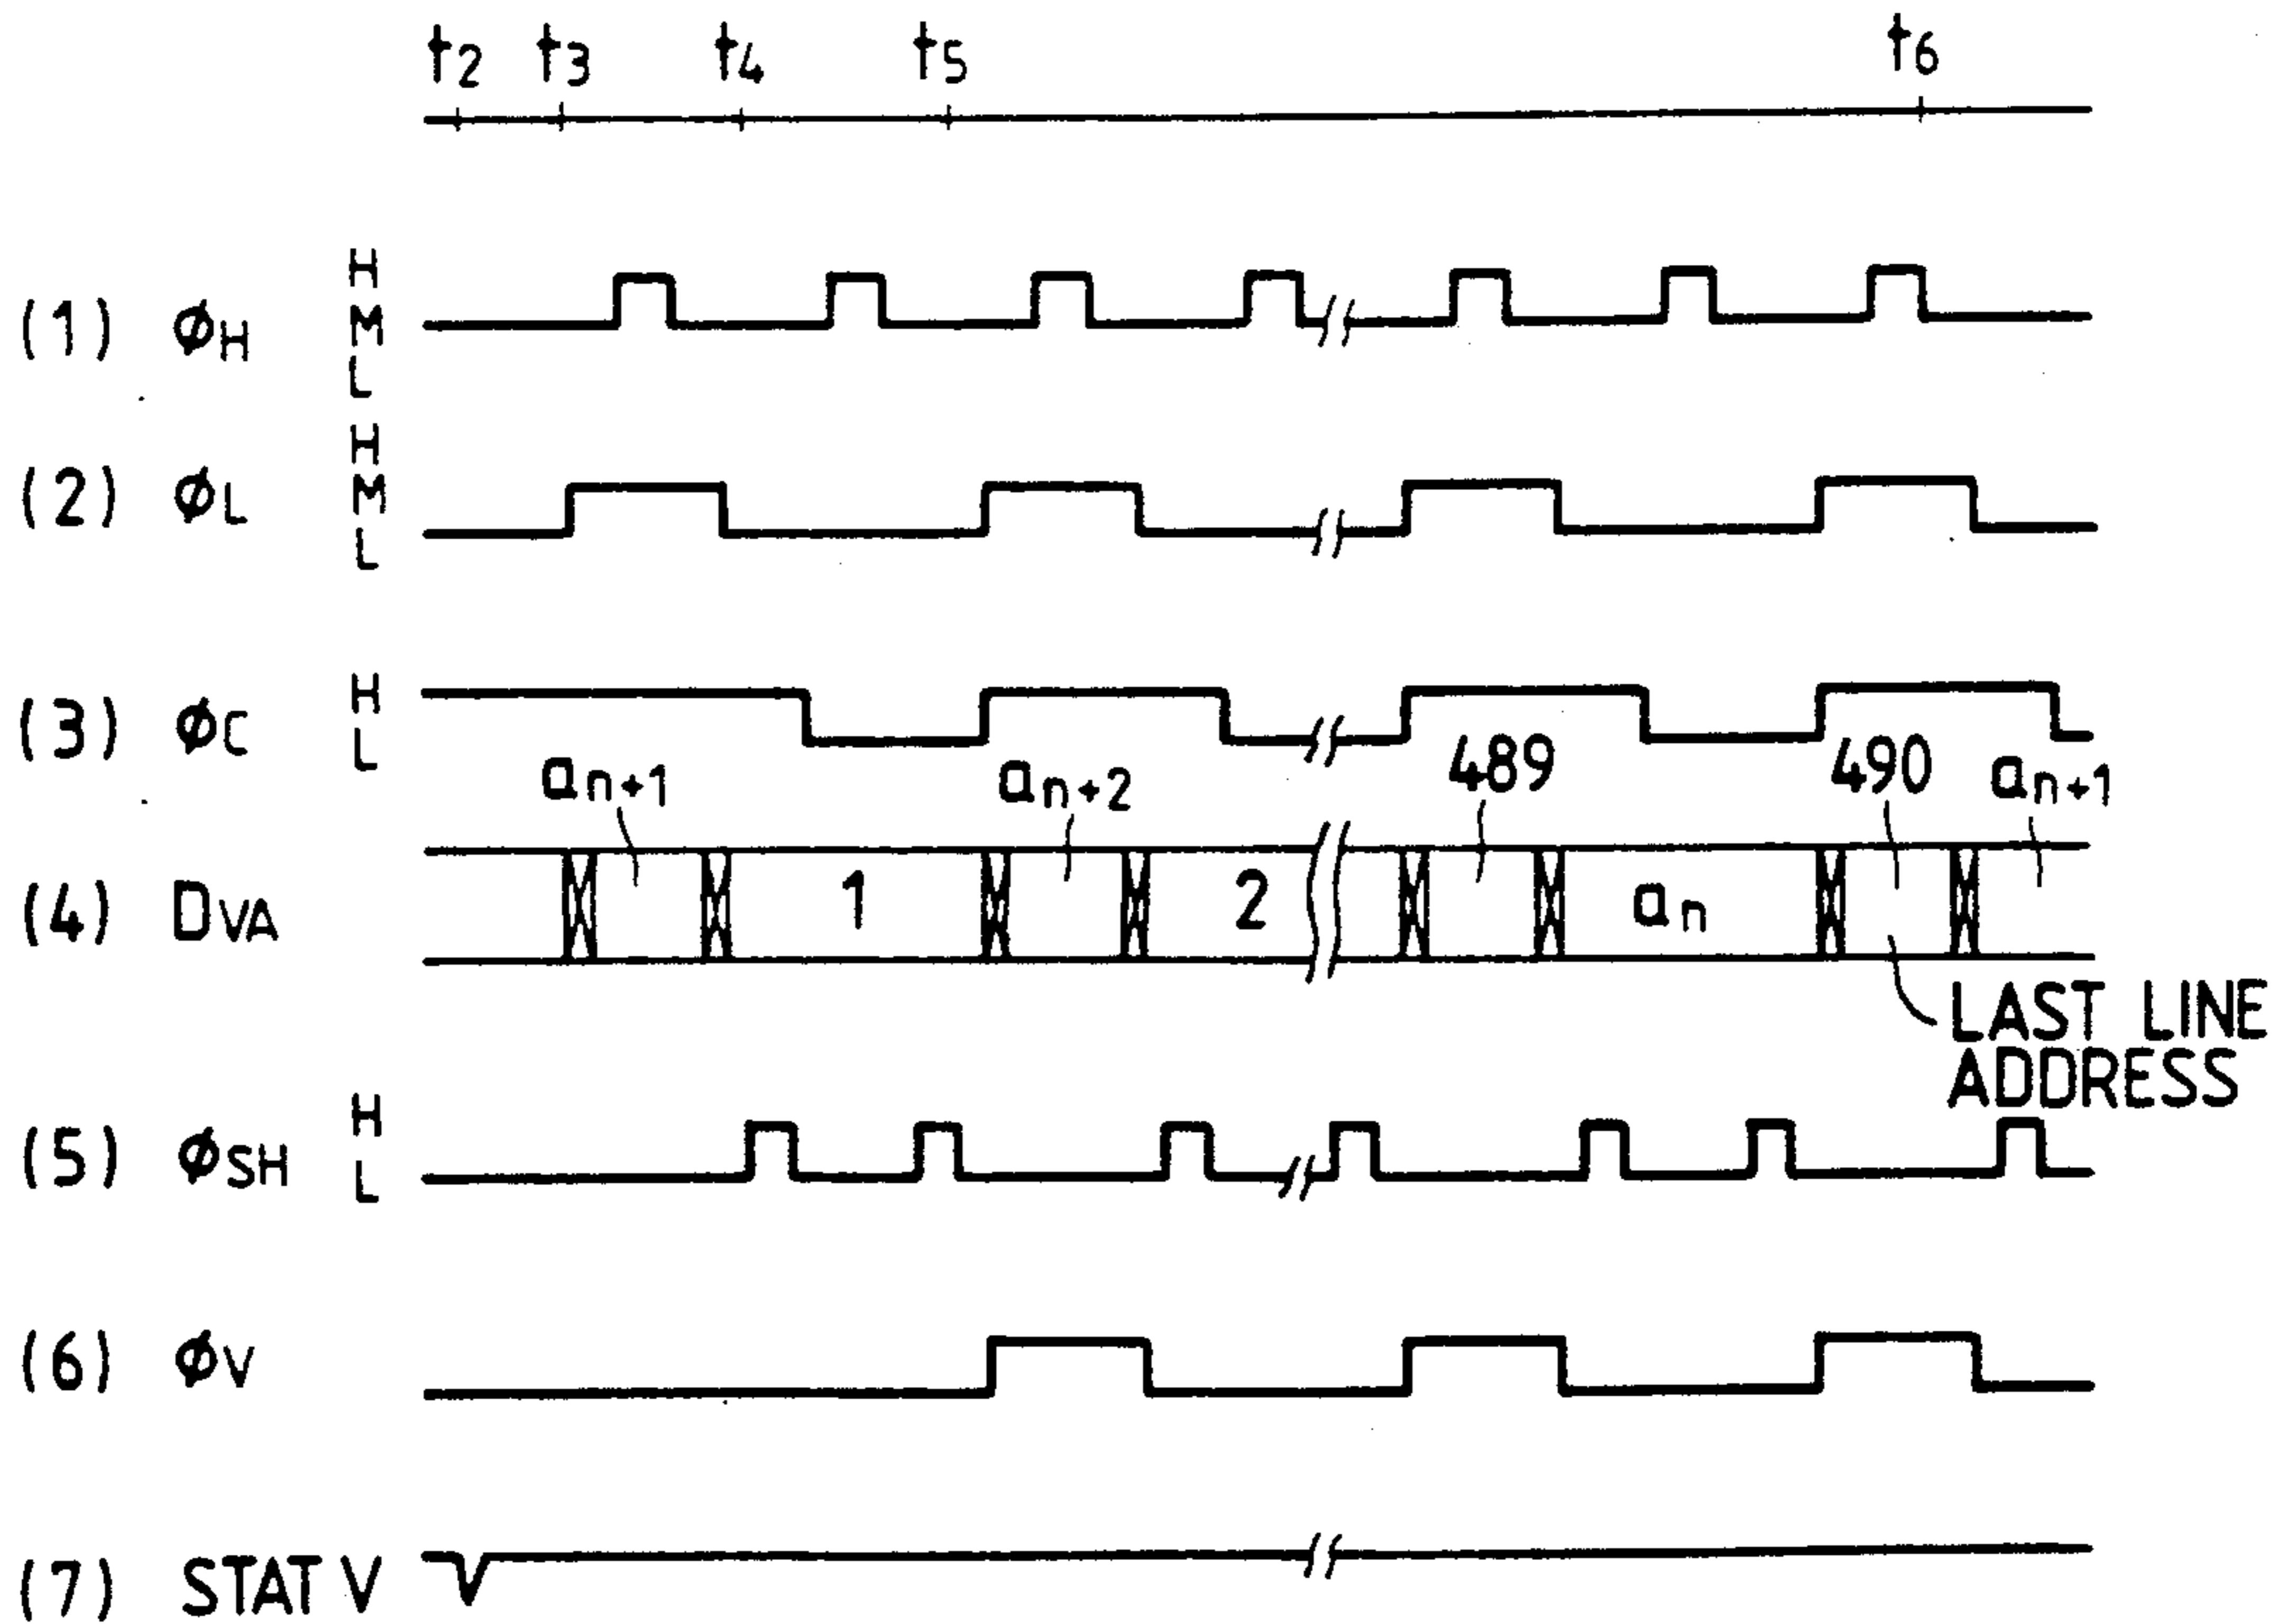 t2 t3 t4 t5 t6
(1) ϕH H M L
(2) ϕL H M L
(3) ϕC H L
an+1 an+2 489 490 an+1
(4) DVA 1 2 an
LAST LINE
ADDRESS
(5) ϕSH H L
(6) ϕV
(7) STAT V